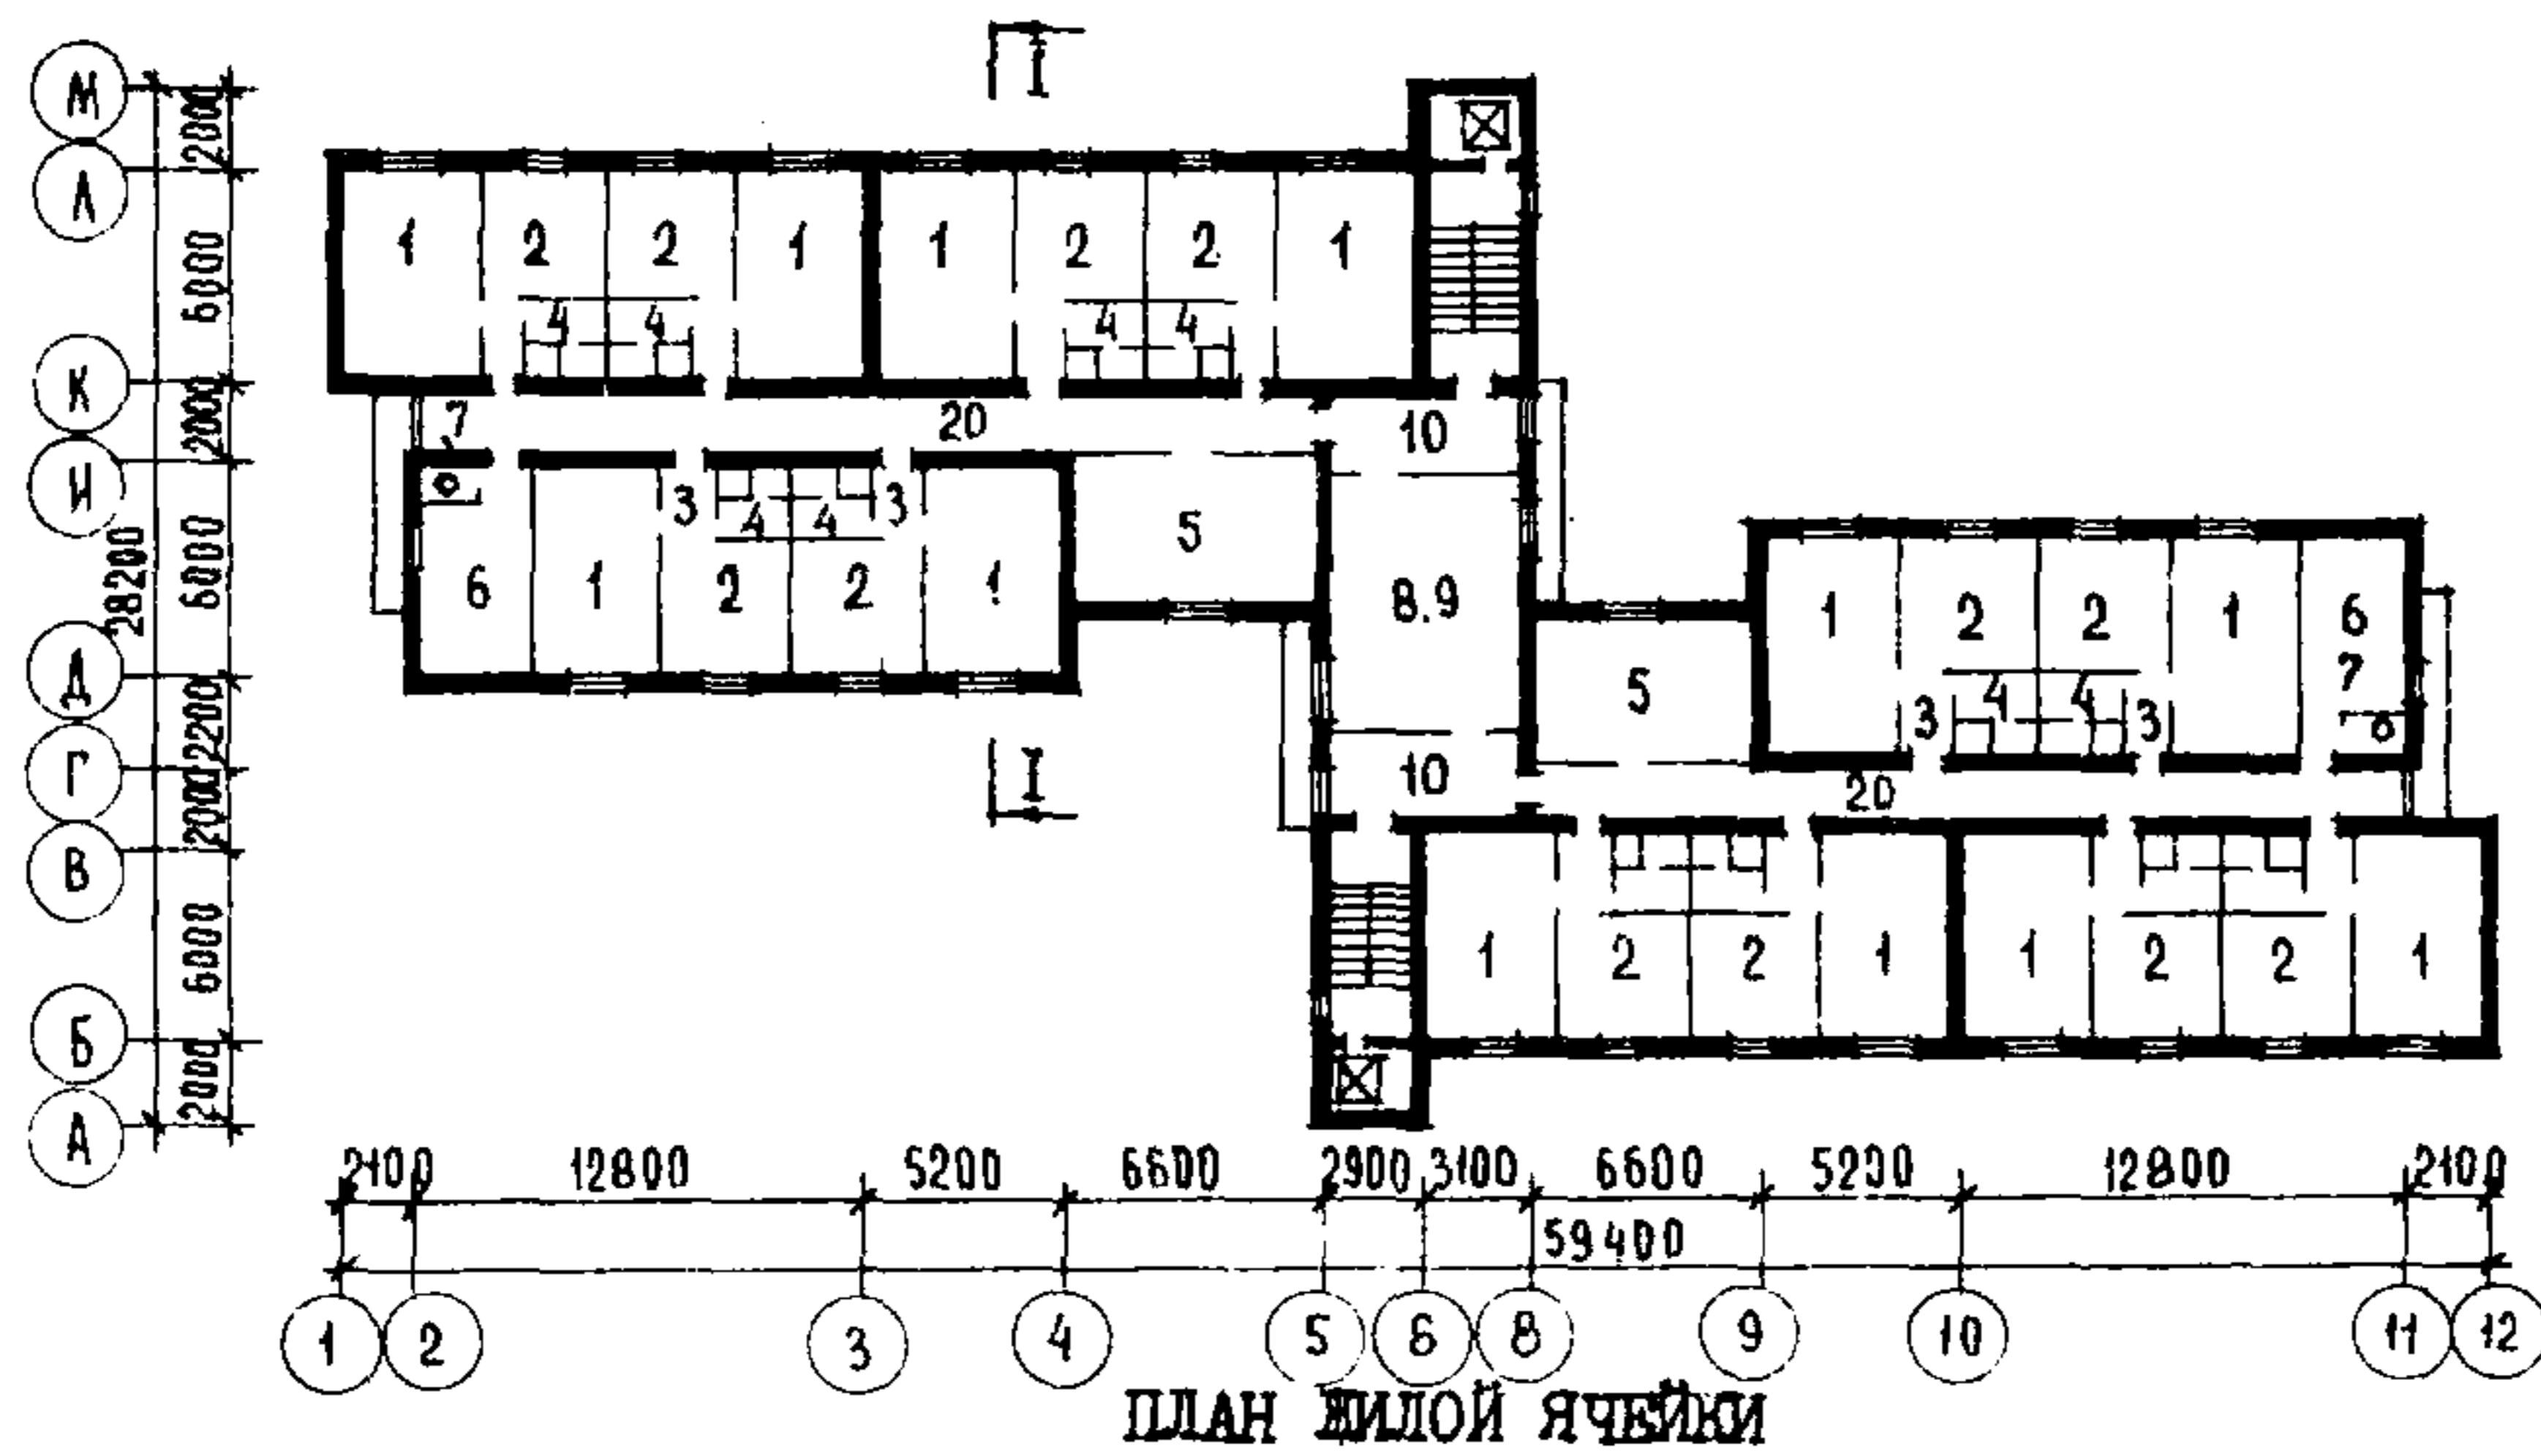 I
М
Л
К
И
Д
Г
В
Б
А
2000
6000
2000
6000
2200
2000
6000
2000
28200
1 2 2 1 1 2 2 1
4 4 4 4
7 20 10
3 4 4 3
6 1 2 2 1 5 8.9
1 2 2 1 6
5 7
3 4 4 3
I 10 20
1 2 2 1 1 2 2 1
2100 12800 5200 6600 2900 3100 6600 5200 12800 2100
59400
1 2 3 4 5 6 8 9 10 11 12
ПЛАН ЖИЛОЙ ЯЧЕЙКИ